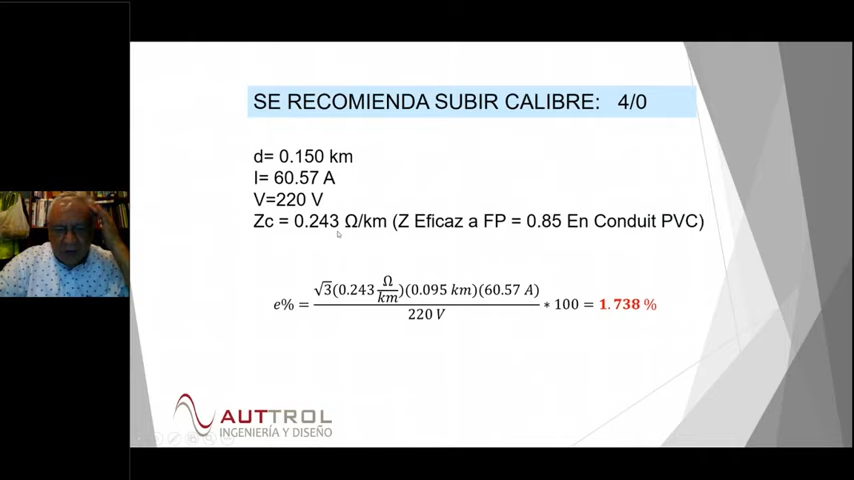 SE RECOMIENDA SUBIR CALIBRE: 4/0
d= 0.150 km
I= 60.57 A
V=220 V
Zc = 0.243 Ω/km (Z Eficaz a FP = 0.85 En Conduit PVC)
e% = √3(0.243 Ω/km)(0.095 km)(60.57 A) / 220 V * 100 = 1.738 %
AUTTROL
INGENIERÍA Y DISEÑO